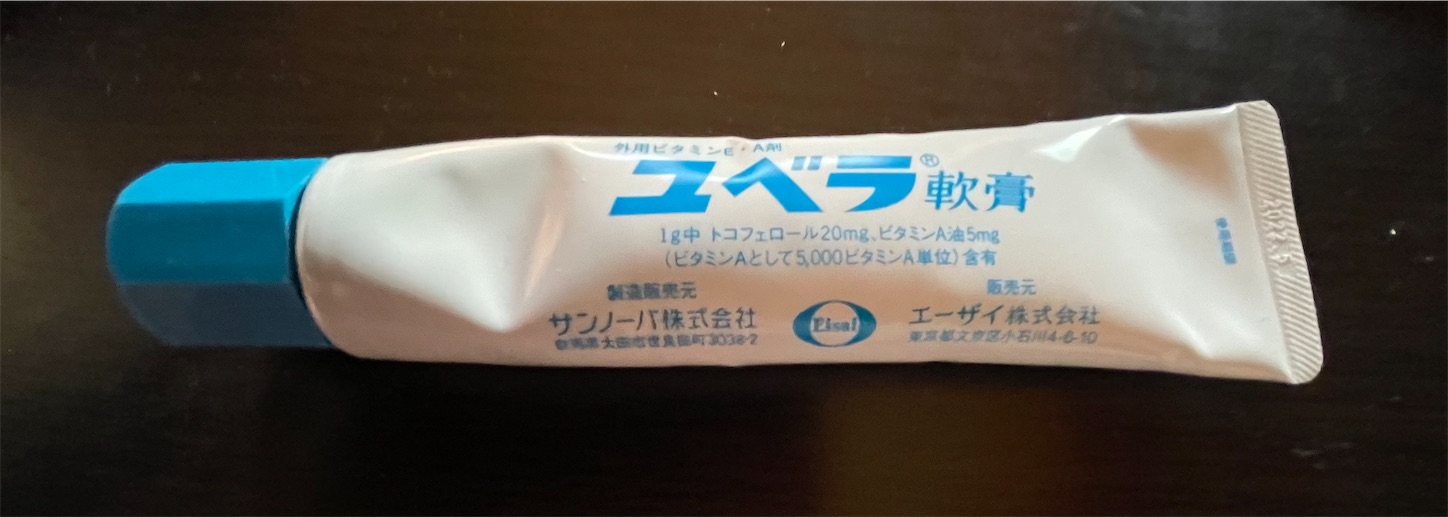 外用ビタミンE・A剤
ユベラ®軟膏
1g中 トコフェロール20mg、ビタミンA油5mg
(ビタミンAとして5,000ビタミンA単位)含有
製造販売元
サンノーバ株式会社
群馬県太田市世良田町3038-2
Eisai
販売元
エーザイ株式会社
東京都文京区小石川4-6-10